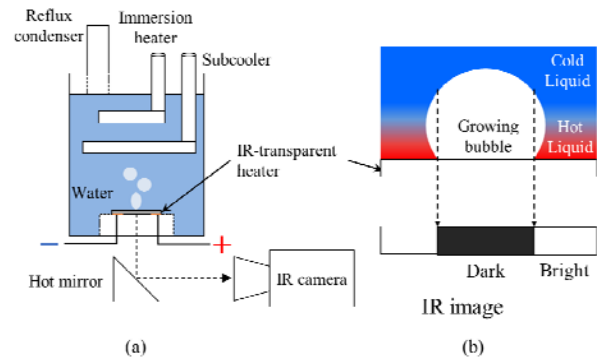 Reflux
condenser
Immersion
heater
Subcooler
IR-transparent
heater
Water
−
+
Hot mirror
IR camera
(a)
Cold
Liquid
Growing
bubble
Hot
Liquid
Dark
Bright
IR image
(b)